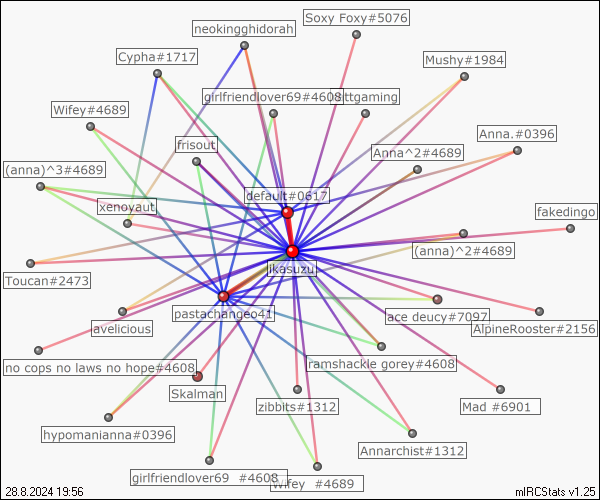 Soxy Foxy#5076
neokingghidorah
Cypha#1717
Mushy#1984
girlfriendlover69#4608
ttgaming
Wifey#4689
Anna.#0396
frisout
Anna^2#4689
(anna)^3#4689
default#0617
xenovaut
fakedingo
(anna)^2#4689
ikasuzu
Toucan#2473
pastachangeo41
ace deucy#7097
avelicious
AlpineRooster#2156
no cops no laws no hope#4608
ramshackle gorey#4608
Skalman
zibbits#1312
Mad #6901
hypomanianna#0396
Annarchist#1312
girlfriendlover69 #4608
Wifey #4689
28.8.2024 19:56
mIRCStats v1.25